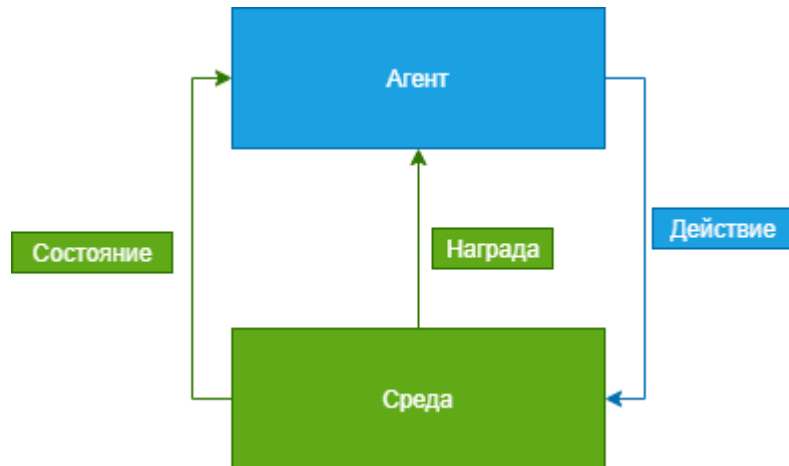 Агент
Действие
Награда
Состояние
Среда